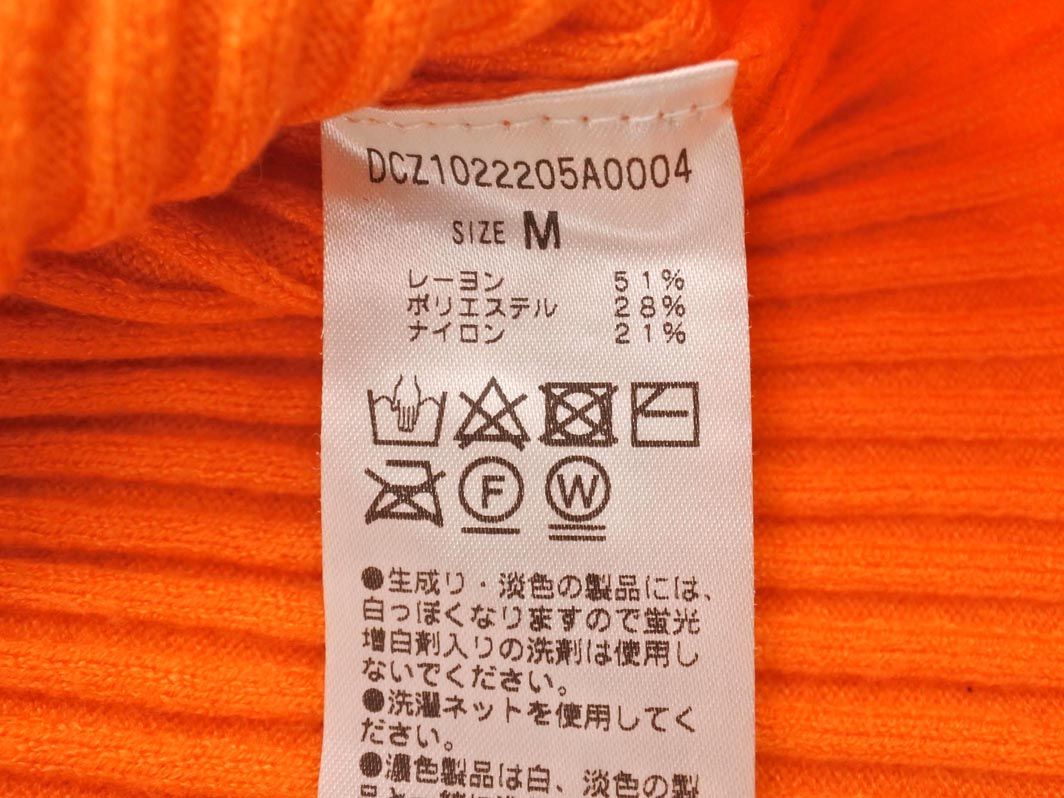 DCZ1022205A0004
SIZE M
レーヨン 51%
ポリエステル 28%
ナイロン 21%
F W
●生成り・淡色の製品には、
白っぽくなりますので蛍光
増白剤入りの洗剤は使用し
ないでください。
●洗濯ネットを使用してく
ださい。
●濃色製品は白、淡色の製